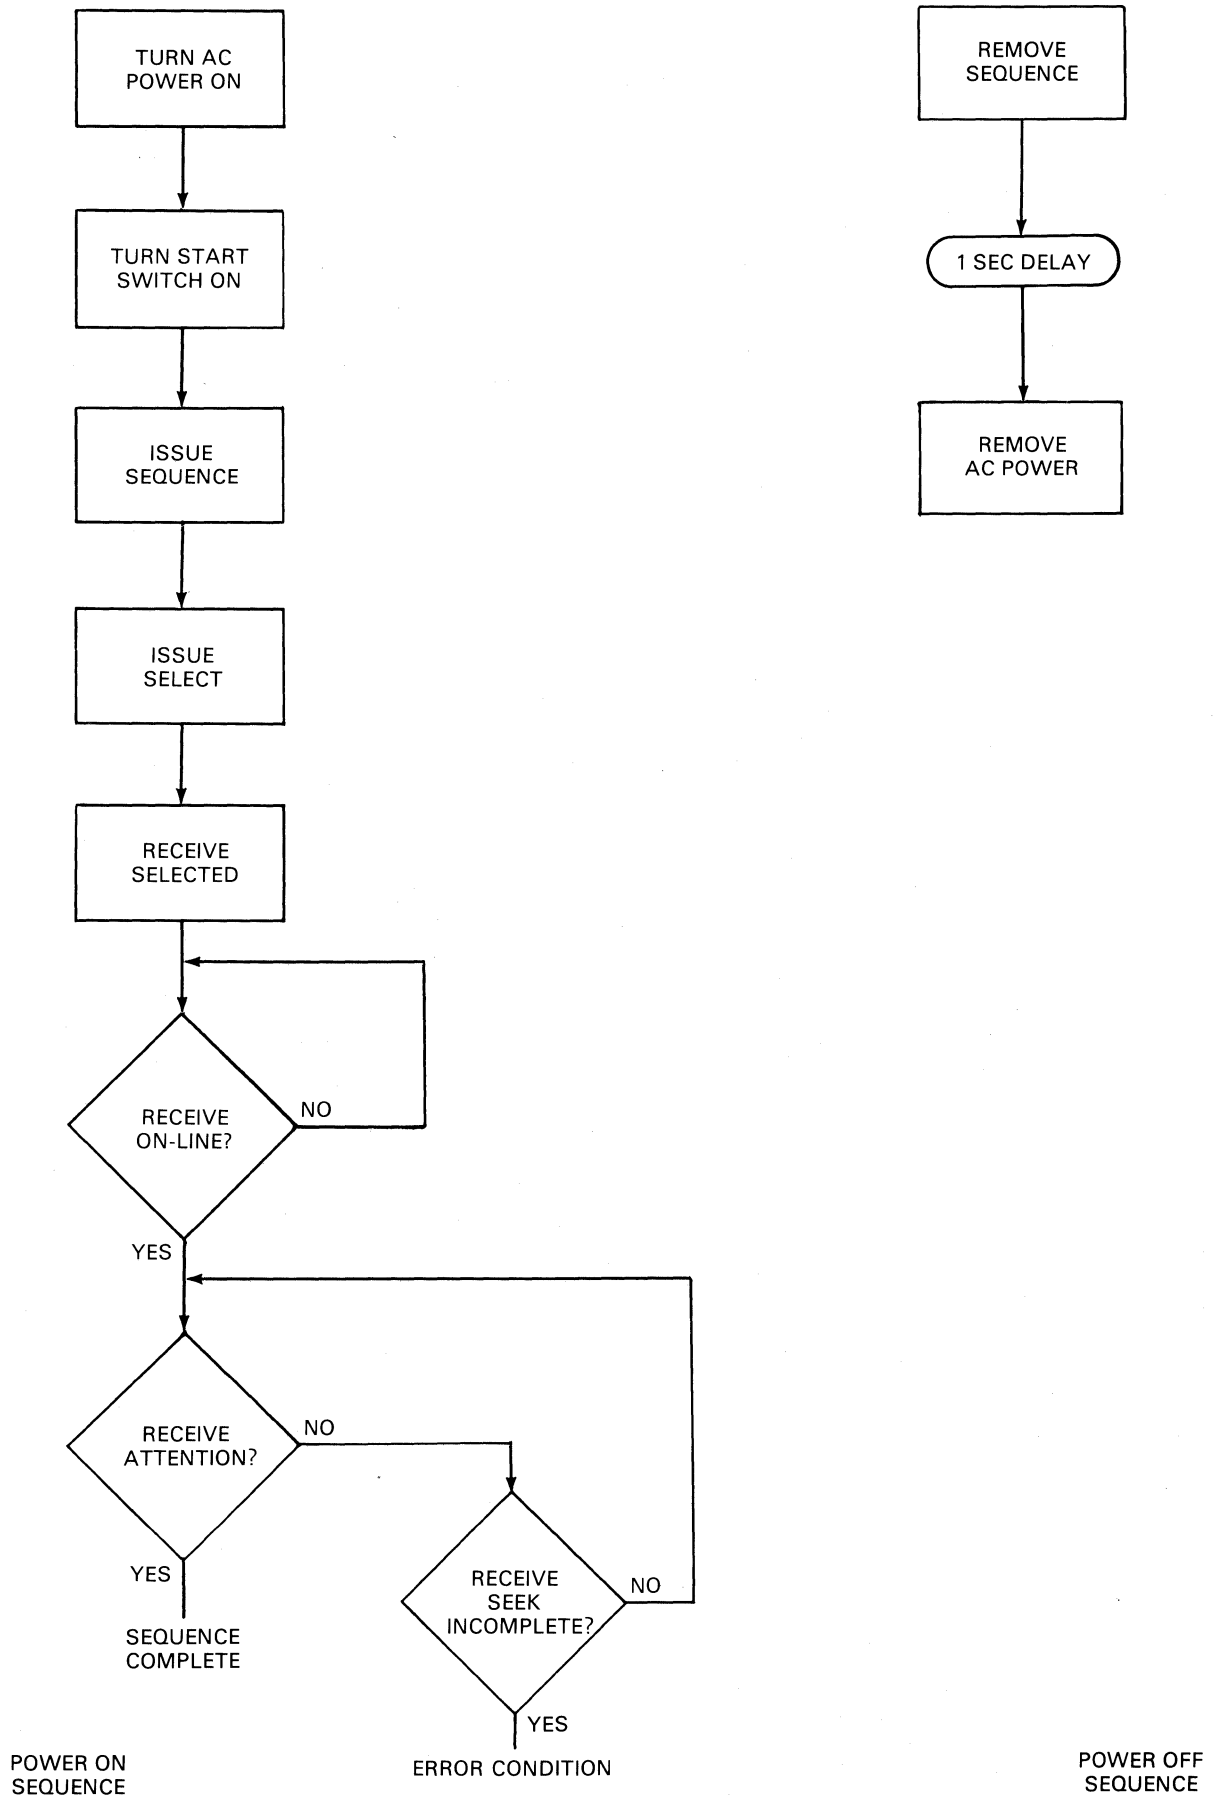 TURN AC
POWER ON
TURN START
SWITCH ON
ISSUE
SEQUENCE
ISSUE
SELECT
RECEIVE
SELECTED
RECEIVE
ON-LINE?
NO
YES
RECEIVE
ATTENTION?
NO
YES
SEQUENCE
COMPLETE
RECEIVE
SEEK
INCOMPLETE?
NO
YES
ERROR CONDITION
POWER ON
SEQUENCE
REMOVE
SEQUENCE
1 SEC DELAY
REMOVE
AC POWER
POWER OFF
SEQUENCE